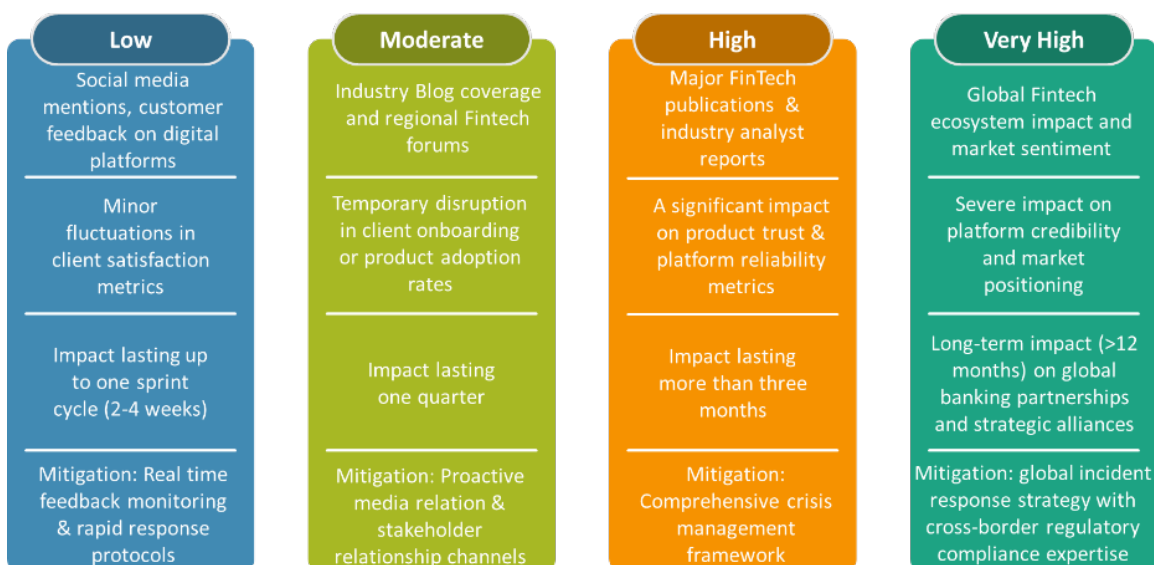 Low
Social media
mentions, customer
feedback on digital
platforms
Minor
fluctuations in
client satisfaction
metrics
Impact lasting up
to one sprint
cycle (2-4 weeks)
Mitigation: Real time
feedback monitoring
& rapid response
protocols
Moderate
Industry Blog coverage
and regional Fintech
forums
Temporary disruption
in client onboarding
or product adoption
rates
Impact lasting
one quarter
Mitigation: Proactive
media relation &
stakeholder
relationship channels
High
Major FinTech
publications &
industry analyst
reports
A significant impact
on product trust &
platform reliability
metrics
Impact lasting
more than three
months
Mitigation:
Comprehensive crisis
management
framework
Very High
Global Fintech
ecosystem impact and
market sentiment
Severe impact on
platform credibility
and market
positioning
Long-term impact (>12
months) on global
banking partnerships
and strategic alliances
Mitigation: global incident
response strategy with
cross-border regulatory
compliance expertise